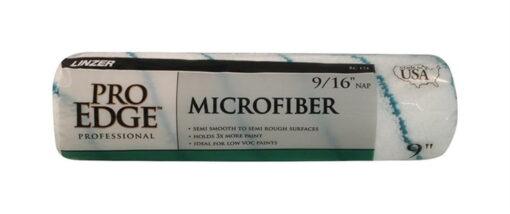 LINZER
PRO
EDGE™
PROFESSIONAL
9/16" NAP
MICROFIBER
• SEMI SMOOTH TO SEMI ROUGH SURFACES
• HOLDS 3X MORE PAINT
• IDEAL FOR LOW VOC PAINTS
USA
9"